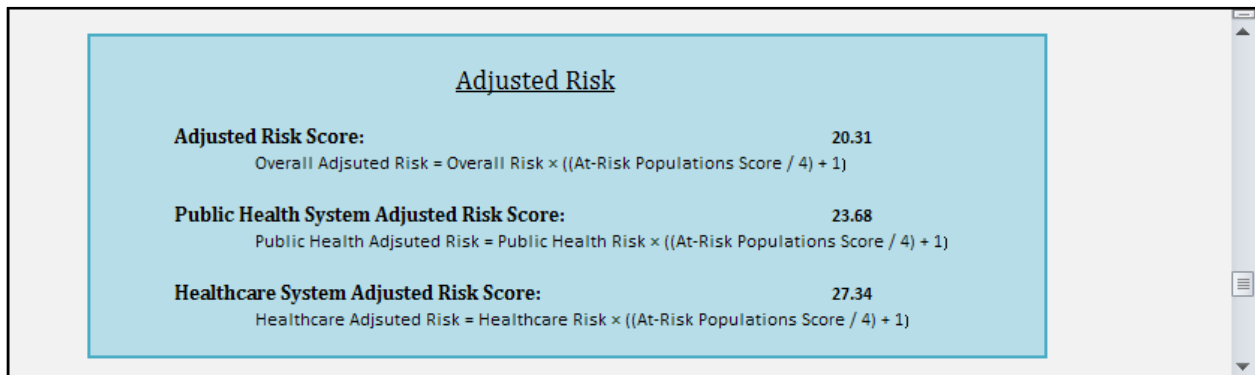 Adjusted Risk
Adjusted Risk Score: 20.31
Overall Adjsuted Risk = Overall Risk × ((At-Risk Populations Score / 4) + 1)
Public Health System Adjusted Risk Score: 23.68
Public Health Adjsuted Risk = Public Health Risk × ((At-Risk Populations Score / 4) + 1)
Healthcare System Adjusted Risk Score: 27.34
Healthcare Adjsuted Risk = Healthcare Risk × ((At-Risk Populations Score / 4) + 1)